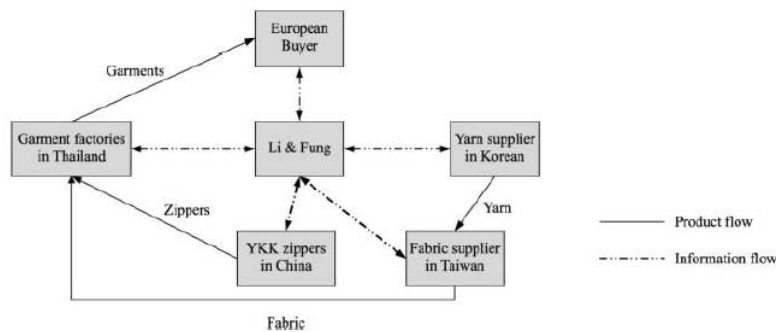 European
Buyer
Garments
Garment factories
in Thailand
Li & Fung
Yarn supplier
in Korean
Zippers
Yarn
YKK zippers
in China
Fabric supplier
in Taiwan
Product flow
Information flow
Fabric